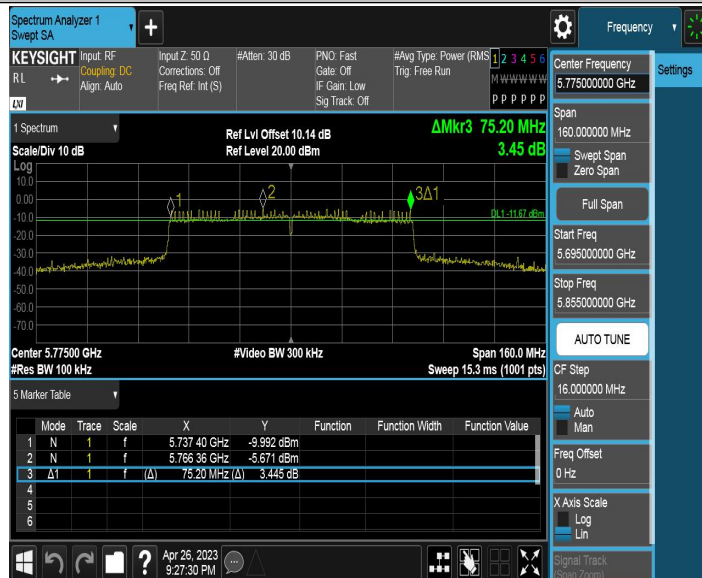 Spectrum Analyzer 1
Swept SA
+
Frequency
KEYSIGHT
RL
LXI
Input: RF
Coupling: DC
Align: Auto
Input Z: 50 Ω
Corrections: Off
Freq Ref: Int (S)
#Atten: 30 dB
PNO: Fast
Gate: Off
IF Gain: Low
Sig Track: Off
#Avg Type: Power (RMS
Trig: Free Run
1 2 3 4 5 6
M W W W W W
P P P P P P
1 Spectrum
Scale/Div 10 dB
Ref Lvl Offset 10.14 dB
Ref Level 20.00 dBm
ΔMkr3 75.20 MHz
3.45 dB
Log
10.0
0.00
-10.0
-20.0
-30.0
-40.0
-50.0
-60.0
-70.0
1
2
3Δ1
DL1 -11.67 dBm
Center 5.77500 GHz
#Video BW 300 kHz
Span 160.0 MHz
#Res BW 100 kHz
Sweep 15.3 ms (1001 pts)
5 Marker Table
Mode Trace Scale X Y Function Function Width Function Value
1 N 1 f 5.737 40 GHz -9.992 dBm
2 N 1 f 5.766 36 GHz -5.671 dBm
3 Δ1 1 f (Δ) 75.20 MHz (Δ) 3.445 dB
4
5
6
?
Apr 26, 2023
9:27:30 PM
Center Frequency
5.775000000 GHz
Settings
Span
160.000000 MHz
Swept Span
Zero Span
Full Span
Start Freq
5.695000000 GHz
Stop Freq
5.855000000 GHz
AUTO TUNE
CF Step
16.000000 MHz
Auto
Man
Freq Offset
0 Hz
X Axis Scale
Log
Lin
Signal Track
(Span Zoom)